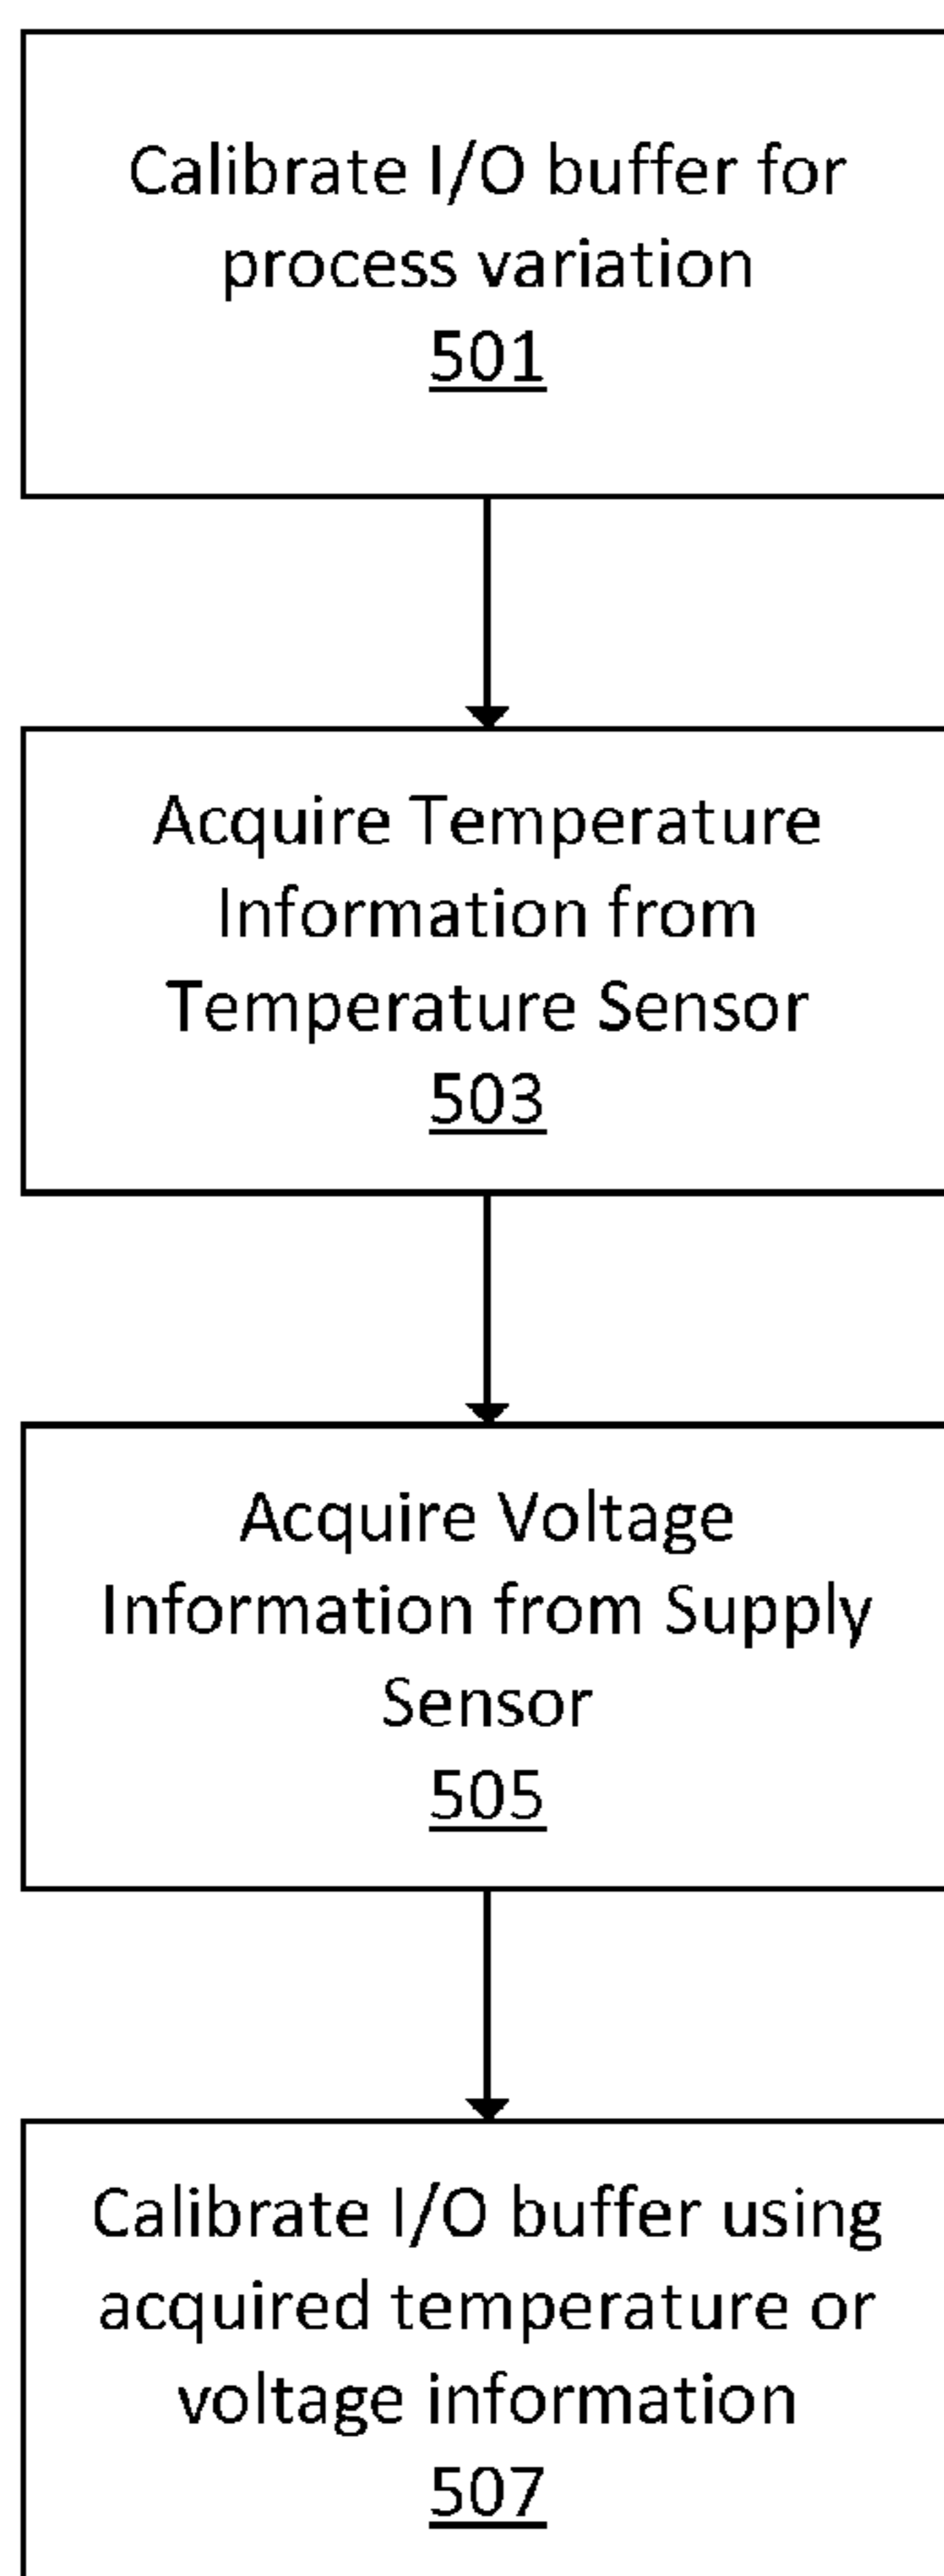 Calibrate I/O buffer for
process variation
501
Acquire Temperature
Information from
Temperature Sensor
503
Acquire Voltage
Information from Supply
Sensor
505
Calibrate I/O buffer using
acquired temperature or
voltage information
507